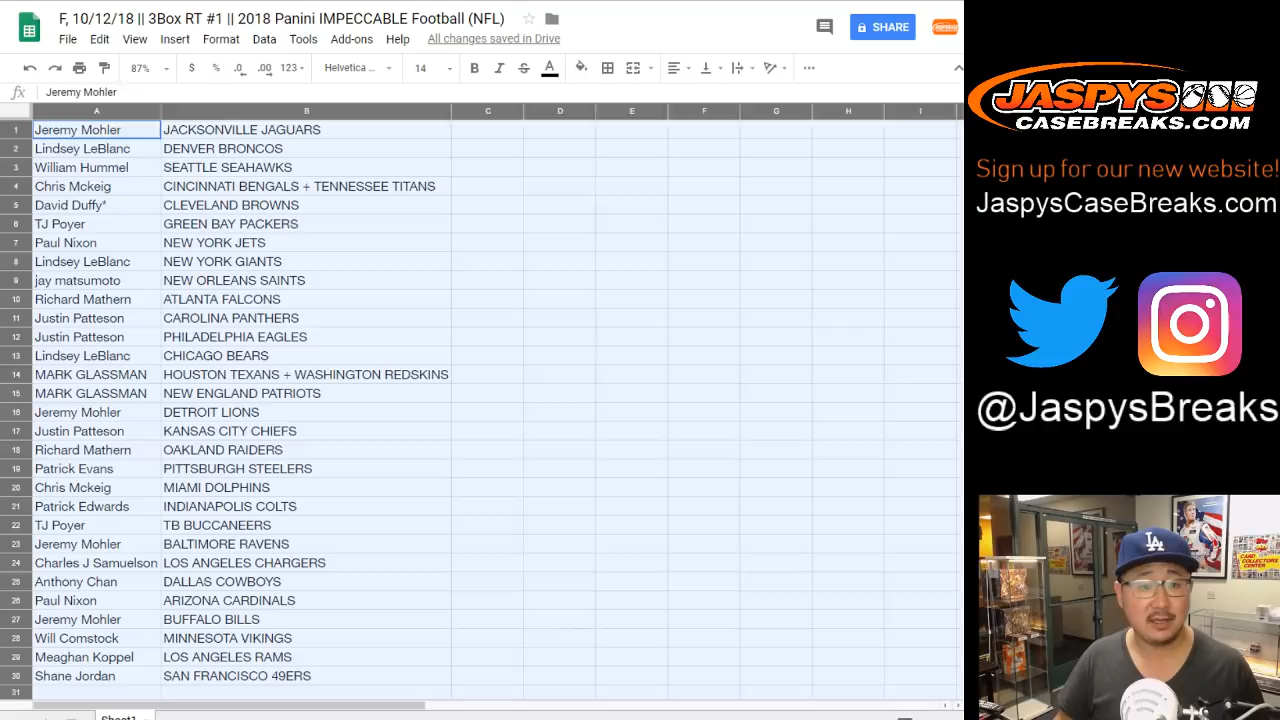 F, 10/12/18 || 3Box RT #1 || 2018 Panini IMPECCABLE Football (NFL)
File Edit View Insert Format Data Tools Add-ons Help All changes saved in Drive
SHARE
87% $ % .0 .00 123 Helvetica ... 14 B I S A
fx Jeremy Mohler
A B C D E F G H I
1 Jeremy Mohler JACKSONVILLE JAGUARS
2 Lindsey LeBlanc DENVER BRONCOS
3 William Hummel SEATTLE SEAHAWKS
4 Chris Mckeig CINCINNATI BENGALS + TENNESSEE TITANS
5 David Duffy* CLEVELAND BROWNS
6 TJ Poyer GREEN BAY PACKERS
7 Paul Nixon NEW YORK JETS
8 Lindsey LeBlanc NEW YORK GIANTS
9 jay matsumoto NEW ORLEANS SAINTS
10 Richard Mathern ATLANTA FALCONS
11 Justin Patteson CAROLINA PANTHERS
12 Justin Patteson PHILADELPHIA EAGLES
13 Lindsey LeBlanc CHICAGO BEARS
14 MARK GLASSMAN HOUSTON TEXANS + WASHINGTON REDSKINS
15 MARK GLASSMAN NEW ENGLAND PATRIOTS
16 Jeremy Mohler DETROIT LIONS
17 Justin Patteson KANSAS CITY CHIEFS
18 Richard Mathern OAKLAND RAIDERS
19 Patrick Evans PITTSBURGH STEELERS
20 Chris Mckeig MIAMI DOLPHINS
21 Patrick Edwards INDIANAPOLIS COLTS
22 TJ Poyer TB BUCCANEERS
23 Jeremy Mohler BALTIMORE RAVENS
24 Charles J Samuelson LOS ANGELES CHARGERS
25 Anthony Chan DALLAS COWBOYS
26 Paul Nixon ARIZONA CARDINALS
27 Jeremy Mohler BUFFALO BILLS
28 Will Comstock MINNESOTA VIKINGS
29 Meaghan Koppel LOS ANGELES RAMS
30 Shane Jordan SAN FRANCISCO 49ERS
31
Sheet1
JASPYS
CASEBREAKS.COM
Sign up for our new website!
JaspysCaseBreaks.com
@JaspysBreaks
LA
topps
CARD
COLLECTORS
CENTER